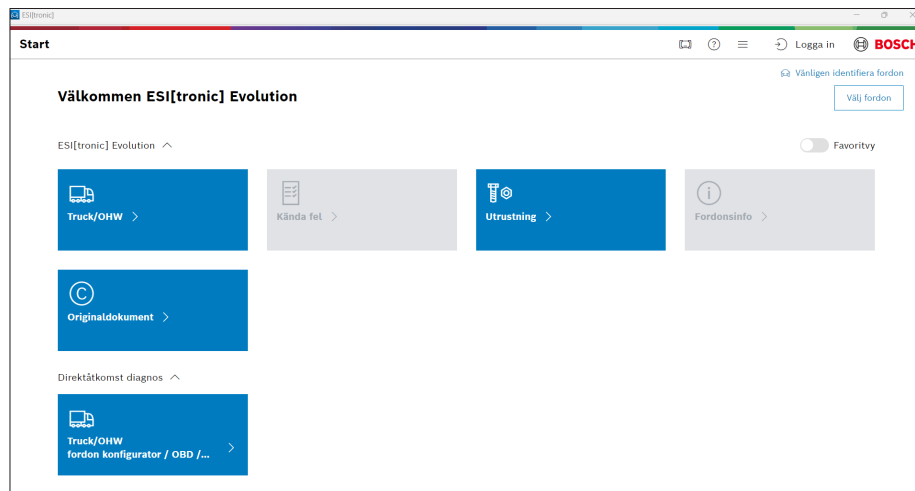 ESI[tronic]
Start
Logga in
BOSCH
Vänligen identifiera fordon
Välkommen ESI[tronic] Evolution
Välj fordon
ESI[tronic] Evolution
Favoritvy
Truck/OHW
Kända fel
Utrustning
Fordonsinfo
Originaldokument
Direktåtkomst diagnos
Truck/OHW
fordon konfigurator / OBD /...